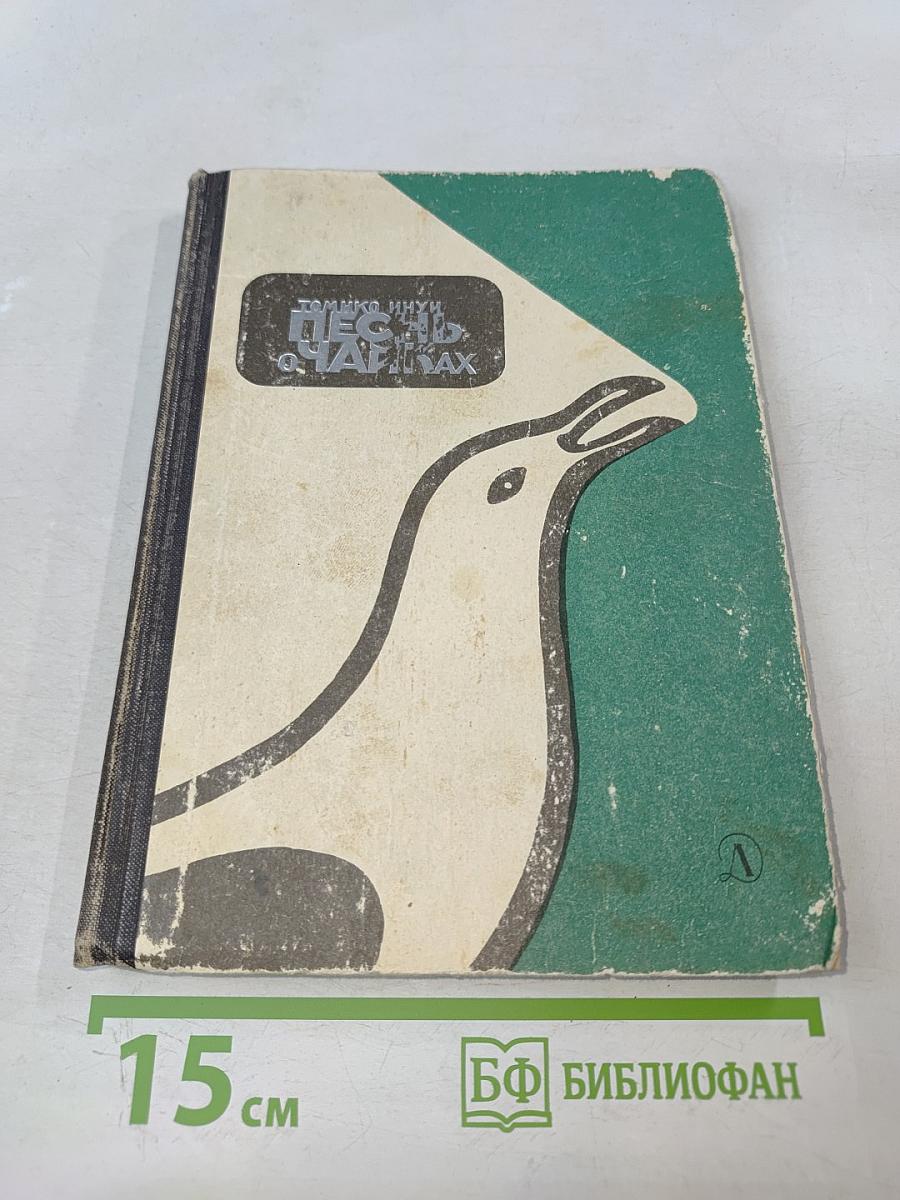 ТОМИКО ИНУИ
ПЕСНЬ
О ЧАЙКАХ
Д
15 см
БФ БИБЛИОФАН